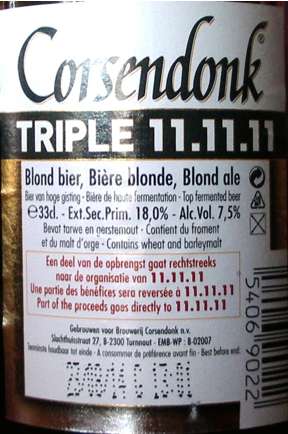 Corsendonk®
TRIPLE 11.11.11
Blond bier, Bière blonde, Blond ale
Bier van hoge gisting - Bière de haute fermentation - Top fermented beer
℮33cl. - Ext.Sec.Prim. 18,0% - Alc.Vol. 7,5%
Bevat tarwe en gerstemout - Contient du froment
et du malt d'orge - Contains wheat and barleymalt
Een deel van de opbrengst gaat rechtstreeks
naar de organisatie van 11.11.11
Une partie des bénéfices sera reversée à 11.11.11
Part of the proceeds goes directly to 11.11.11
Gebrouwen voor Brouwerij Corsendonk n.v.
Slachthuisstraat 27, B-2300 Turnhout - EMB-WP : B-02007
Tenminste houdbaar tot einde - A consommer de préférence avant fin - Best before end.
5406 9022